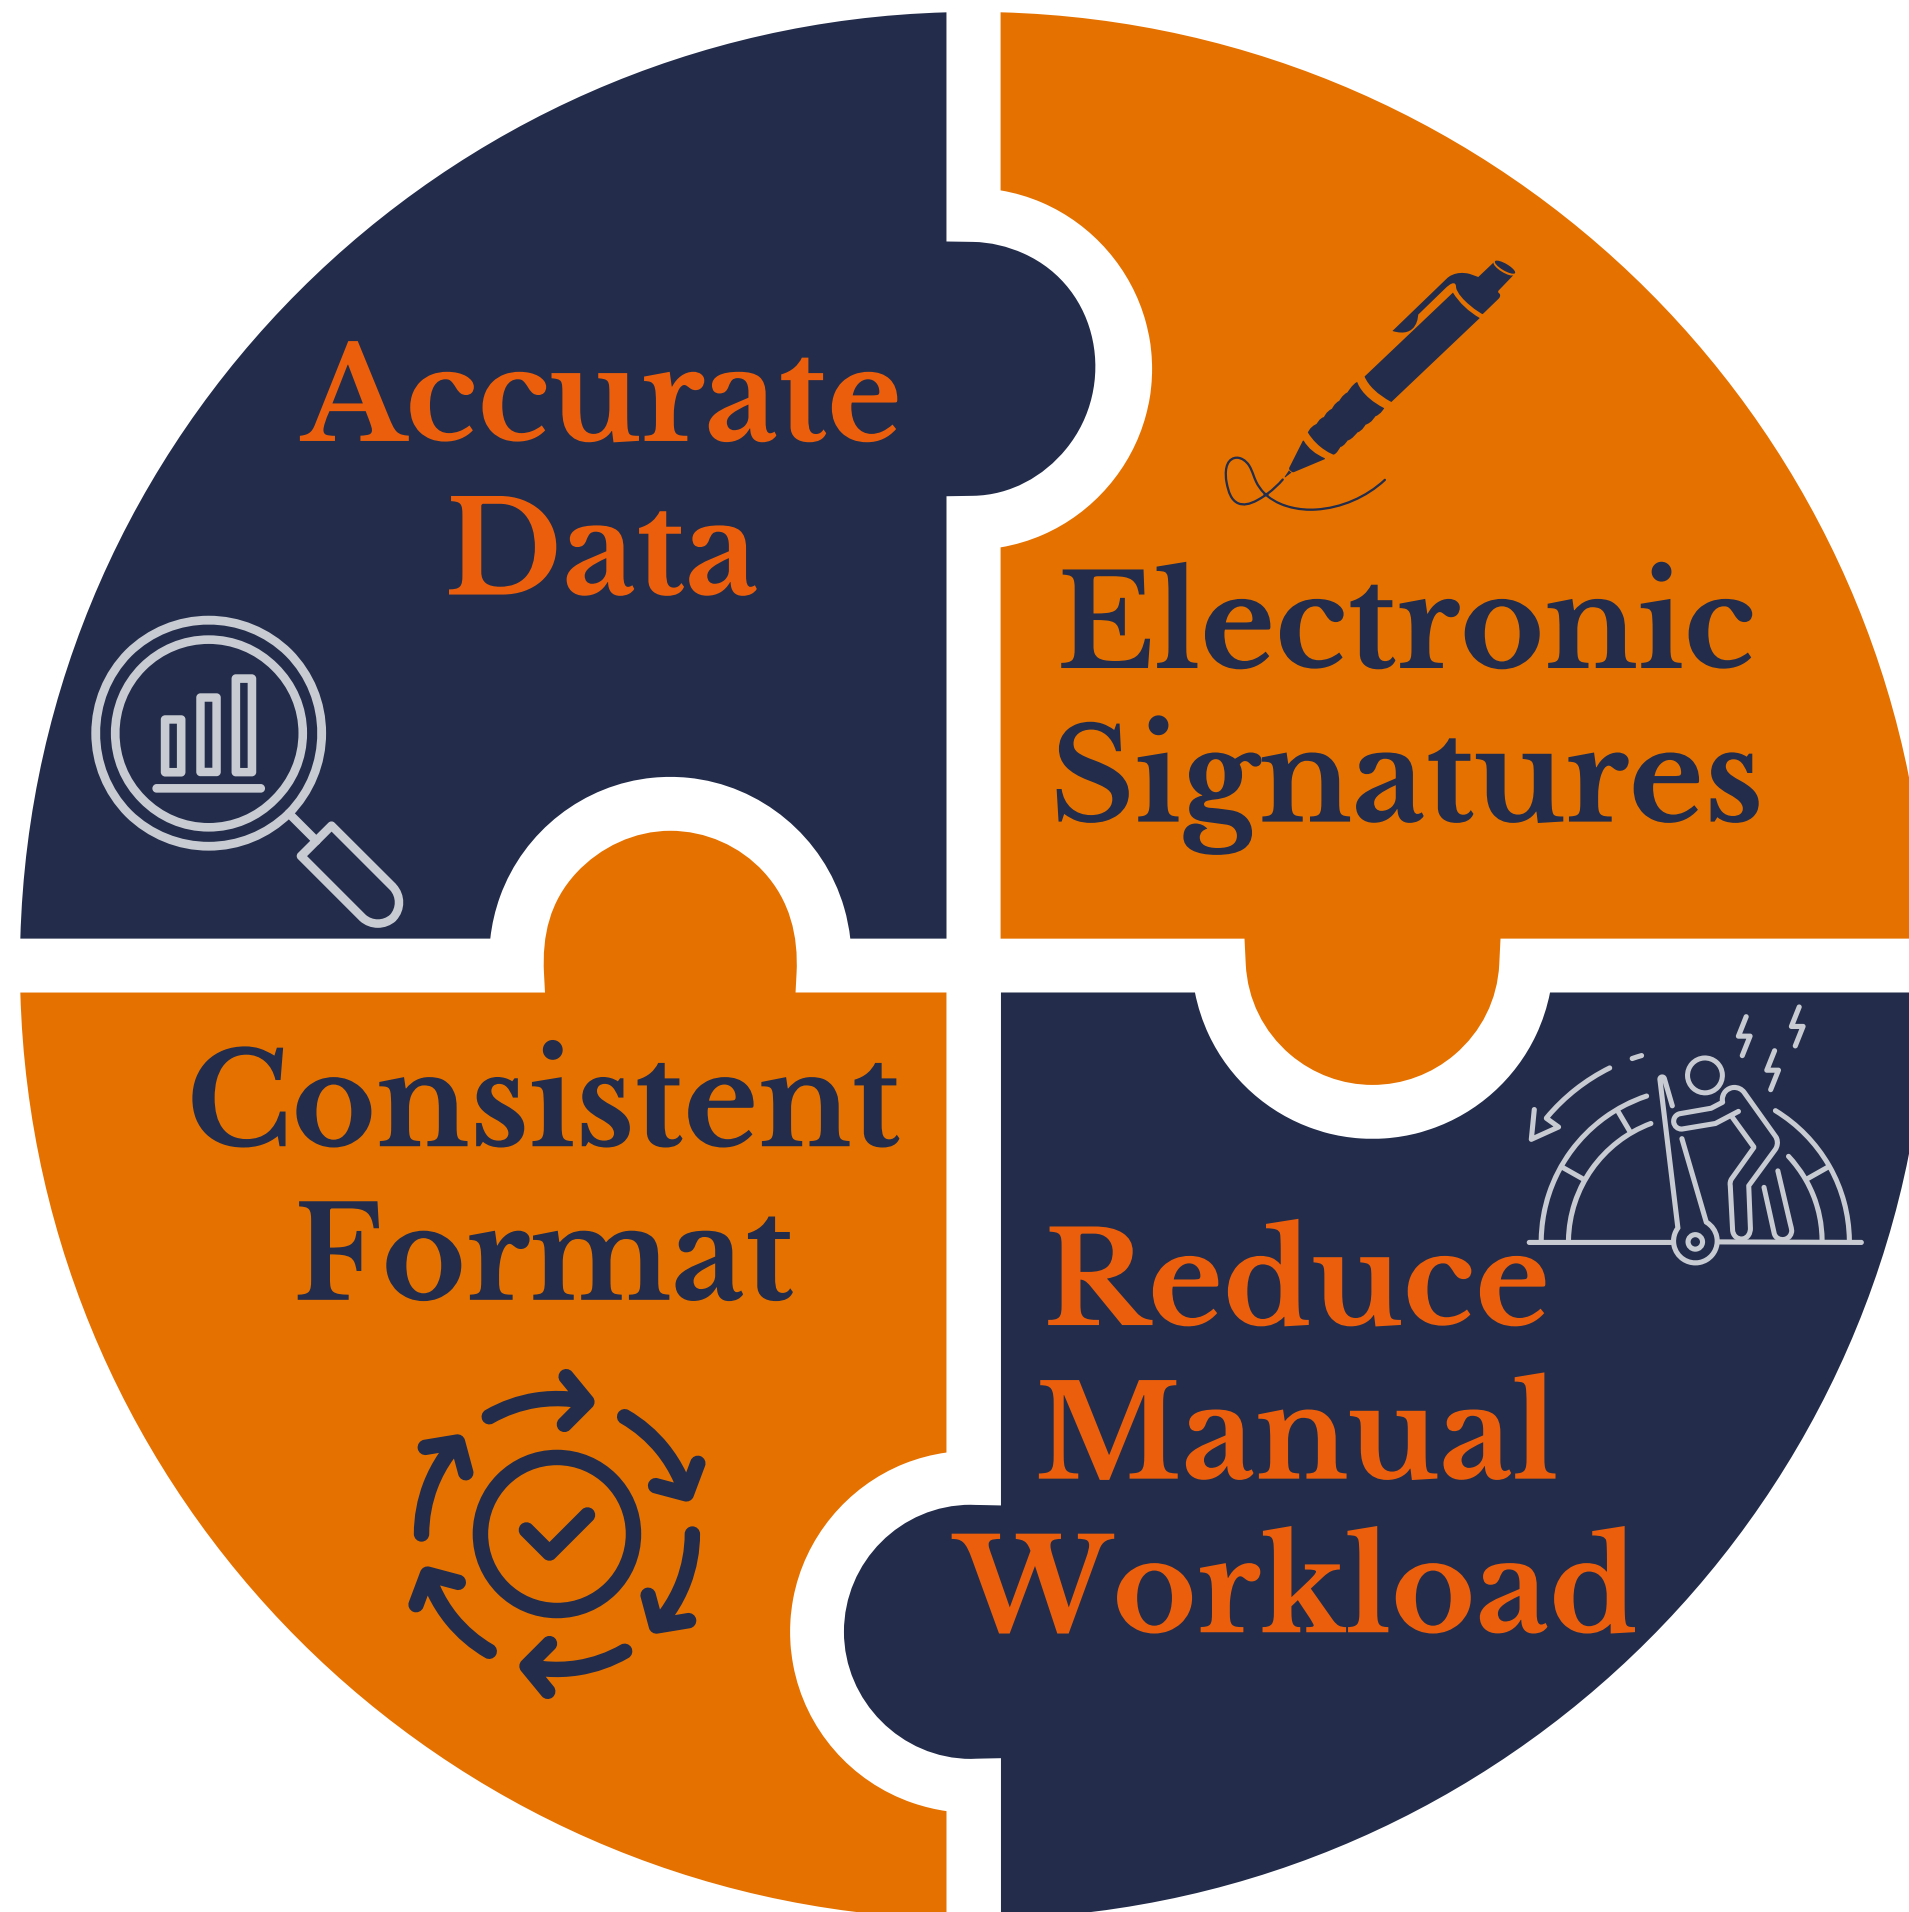 Accurate
Data
Electronic
Signatures
Consistent
Format
Reduce
Manual
Workload